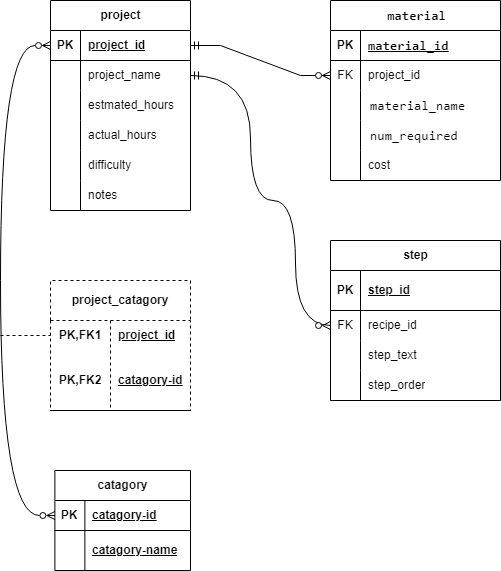 project
PK project_id
project_name
estmated_hours
actual_hours
difficulty
notes
material
PK material_id
FK project_id
material_name
num_required
cost
step
PK step_id
FK recipe_id
step_text
step_order
project_catagory
PK,FK1 project_id
PK,FK2 catagory-id
catagory
PK catagory-id
catagory-name